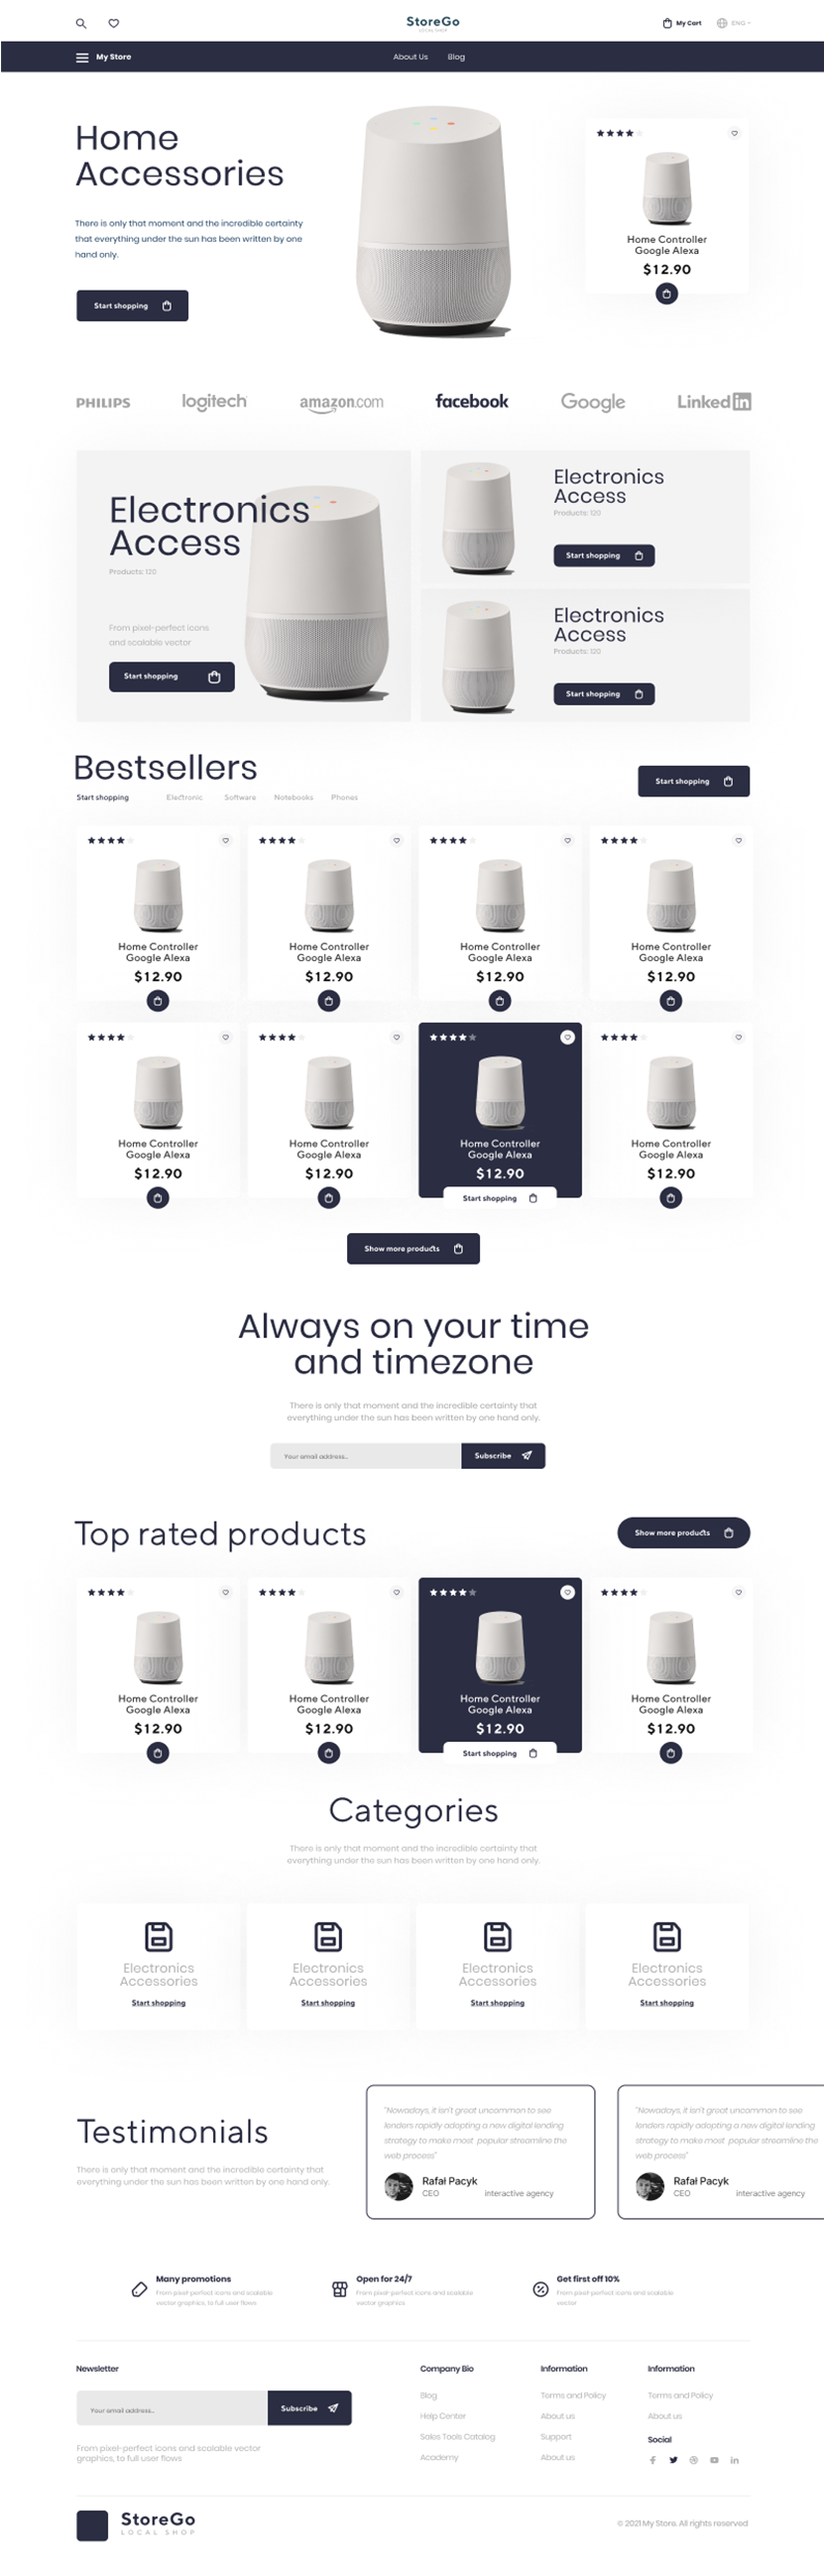 StoreGo
LOCAL SHOP
My Cart
ENG
My Store
About Us
Blog
Home
Accessories
There is only that moment and the incredible certainty
that everything under the sun has been written by one
hand only.
Start shopping
Home Controller
Google Alexa
$12.90
PHILIPS
logitech
amazon.com
facebook
Google
Linkedin
Electronics
Access
Products: 120
From pixel-perfect icons
and scalable vector
Start shopping
Electronics
Access
Products: 120
Start shopping
Electronics
Access
Products: 120
Start shopping
Bestsellers
Start shopping
Electronic
Software
Notebooks
Phones
Start shopping
Home Controller
Google Alexa
$12.90
Home Controller
Google Alexa
$12.90
Home Controller
Google Alexa
$12.90
Home Controller
Google Alexa
$12.90
Home Controller
Google Alexa
$12.90
Home Controller
Google Alexa
$12.90
Home Controller
Google Alexa
$12.90
Start shopping
Home Controller
Google Alexa
$12.90
Show more products
Always on your time
and timezone
There is only that moment and the incredible certainty that
everything under the sun has been written by one hand only.
Your email address...
Subscribe
Top rated products
Show more products
Home Controller
Google Alexa
$12.90
Home Controller
Google Alexa
$12.90
Home Controller
Google Alexa
$12.90
Start shopping
Home Controller
Google Alexa
$12.90
Categories
There is only that moment and the incredible certainty that
everything under the sun has been written by one hand only.
Electronics
Accessories
Start shopping
Electronics
Accessories
Start shopping
Electronics
Accessories
Start shopping
Electronics
Accessories
Start shopping
Testimonials
There is only that moment and the incredible certainty that
everything under the sun has been written by one hand only.
"Nowadays, it isn't great uncommon to see
lenders rapidly adopting a new digital lending
strategy to make most popular streamline the
web process"
Rafał Pacyk
CEO
interactive agency
"Nowadays, it isn't great uncommon to see
lenders rapidly adopting a new digital lending
strategy to make most popular streamline the
web process"
Rafał Pacyk
CEO
interactive agency
Many promotions
From pixel-perfect icons and scalable
vector graphics, to full user flows
Open for 24/7
From pixel-perfect icons and scalable
vector graphics
Get first off 10%
From pixel-perfect icons and scalable
vector
Newsletter
Your email address...
Subscribe
From pixel-perfect icons and scalable vector
graphics, to full user flows
Company Bio
Blog
Help Center
Sales Tools Catalog
Academy
Information
Terms and Policy
About us
Support
About us
Information
Terms and Policy
About us
Social
StoreGo
LOCAL SHOP
© 2021 My Store. All rights reserved